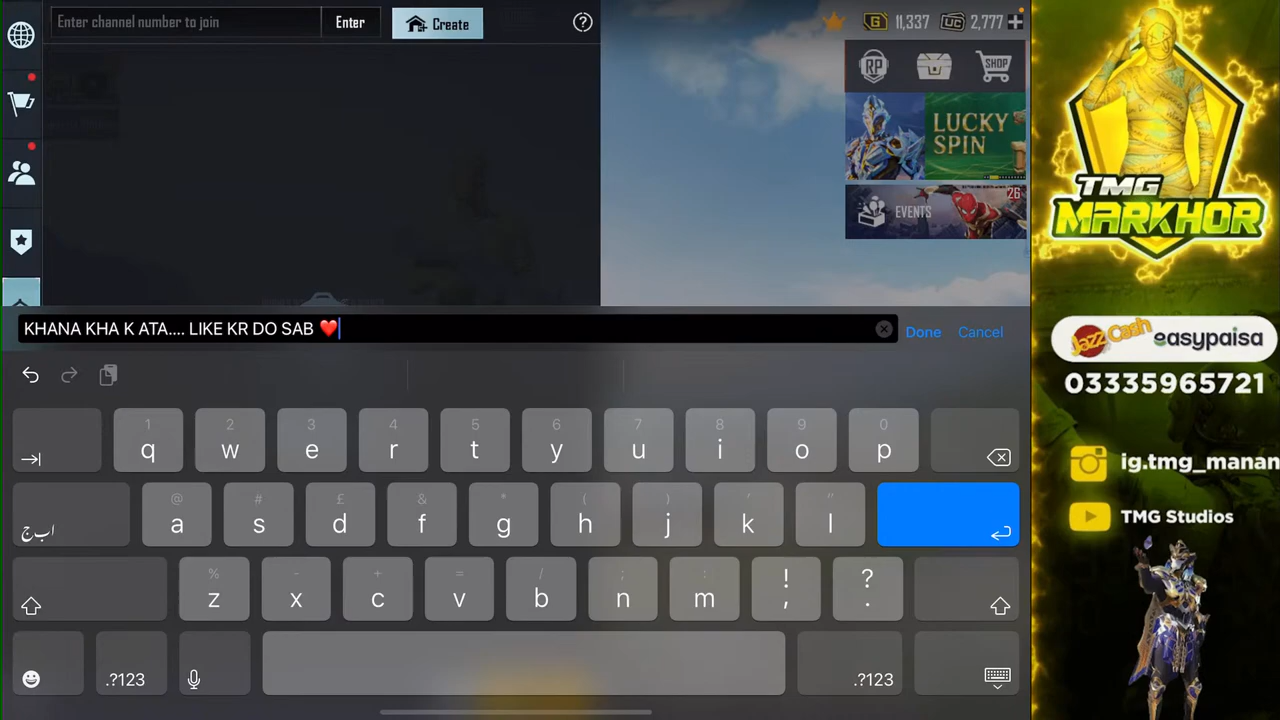 Enter channel number to join
Enter
Create
?
G 11,337
UC 2,777 +
RP
SHOP
LUCKY
SPIN
EVENTS
26
KHANA KHA K ATA.... LIKE KR DO SAB ❤️
Done
Cancel
1 2 3 4 5 6 7 8 9 0
q w e r t y u i o p
@ # £ & * ( ) ' "
ا ب ج
a s d f g h j k l
% - + = / ; : ! ?
z x c v b n m , .
.?123
.?123
TMG
MARKHOR
JazzCash
easypaisa
03335965721
ig.tmg_manan
TMG Studios